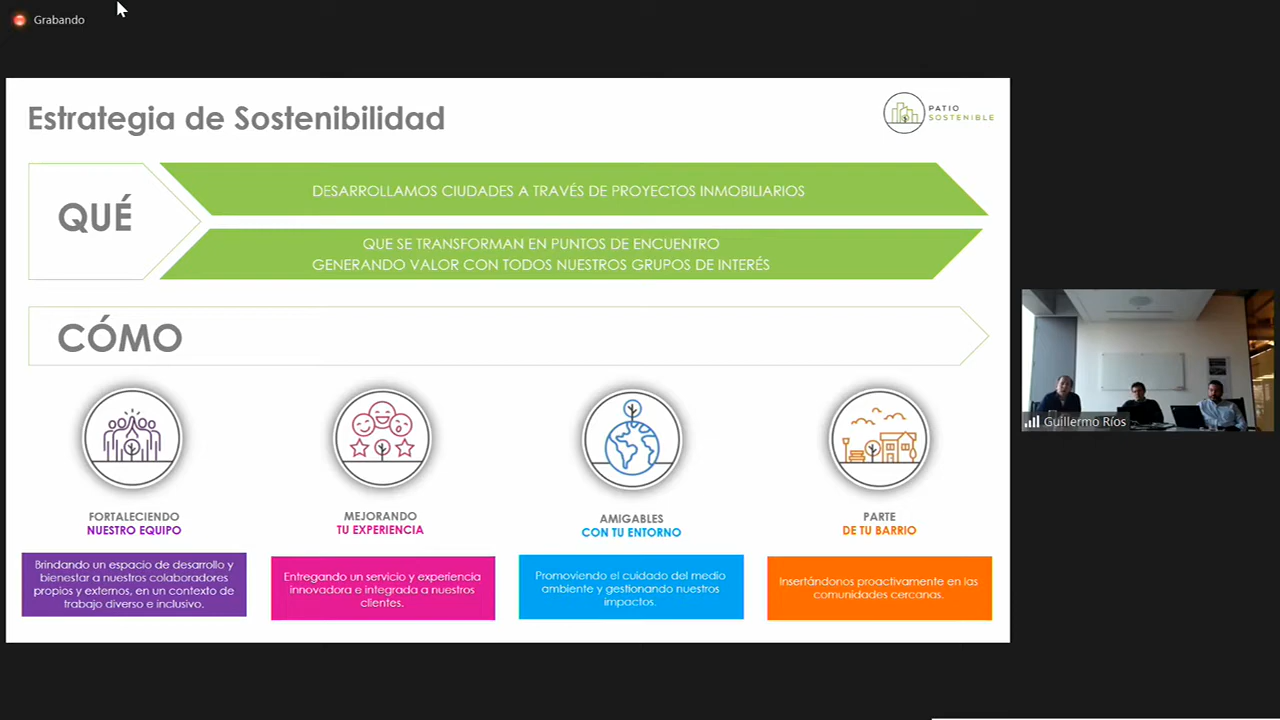 Grabando
Estrategia de Sostenibilidad
PATIO
SOSTENIBLE
QUÉ
DESARROLLAMOS CIUDADES A TRAVÉS DE PROYECTOS INMOBILIARIOS
QUE SE TRANSFORMAN EN PUNTOS DE ENCUENTRO
GENERANDO VALOR CON TODOS NUESTROS GRUPOS DE INTERÉS
CÓMO
FORTALECIENDO
NUESTRO EQUIPO
Brindando un espacio de desarrollo y
bienestar a nuestros colaboradores
propios y externos, en un contexto de
trabajo diverso e inclusivo.
MEJORANDO
TU EXPERIENCIA
Entregando un servicio y experiencia
innovadora e integrada a nuestros
clientes.
AMIGABLES
CON TU ENTORNO
Promoviendo el cuidado del medio
ambiente y gestionando nuestros
impactos.
PARTE
DE TU BARRIO
Insertándonos proactivamente en las
comunidades cercanas.
Guillermo Ríos